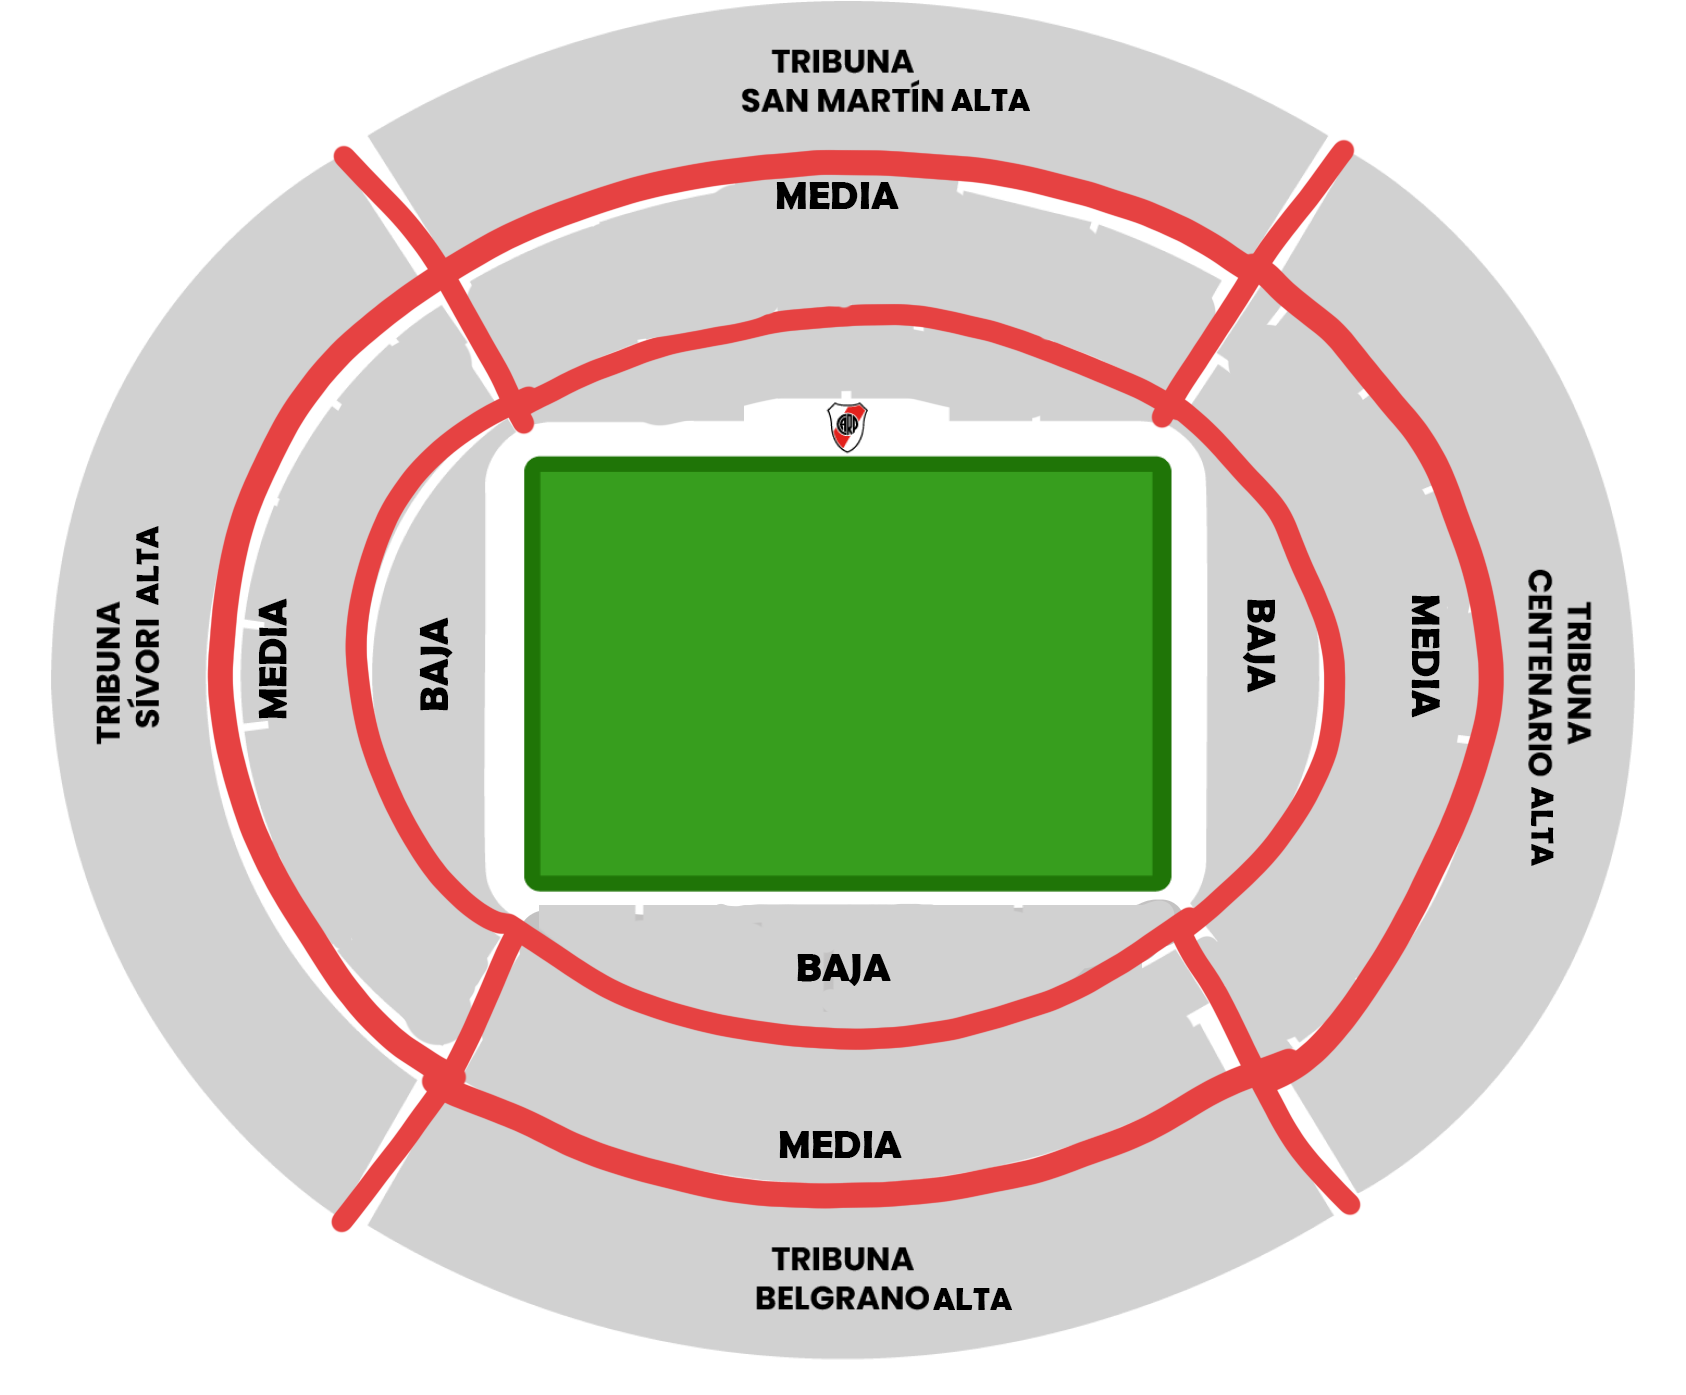 TRIBUNA
SAN MARTÍN ALTA
MEDIA
CARP
TRIBUNA
SÍVORI ALTA
MEDIA
BAJA
BAJA
MEDIA
TRIBUNA
CENTENARIO ALTA
BAJA
MEDIA
TRIBUNA
BELGRANO ALTA